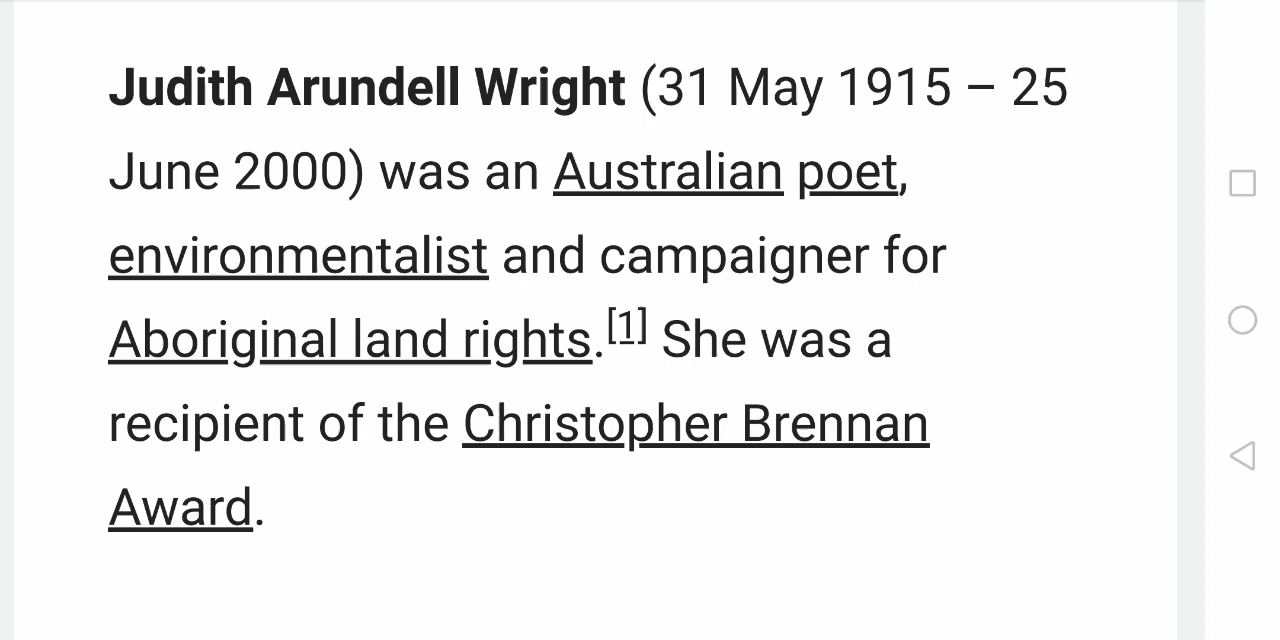 Judith Arundell Wright (31 May 1915 – 25
June 2000) was an Australian poet,
environmentalist and campaigner for
Aboriginal land rights.[1] She was a
recipient of the Christopher Brennan
Award.